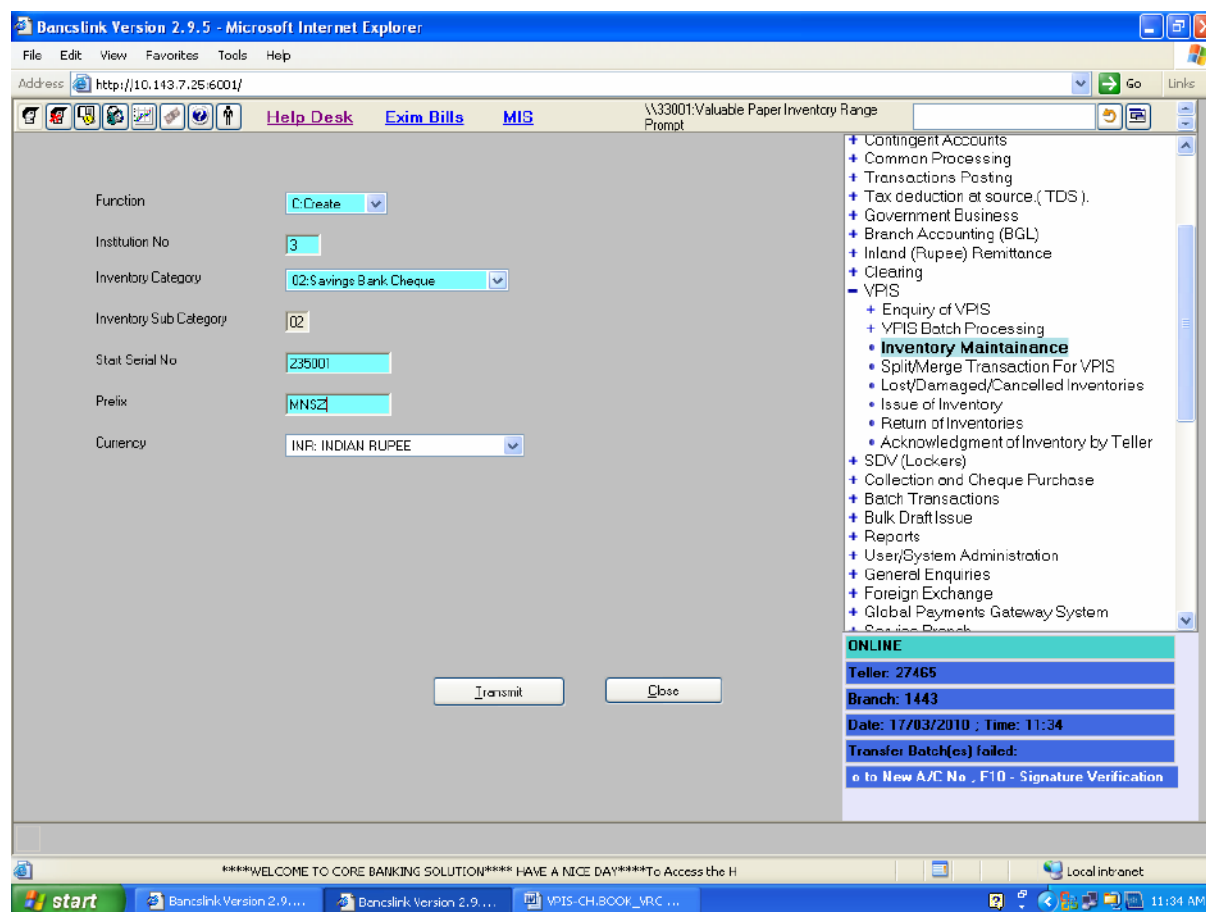 Bancslink Version 2.9.5 - Microsoft Internet Explorer
File Edit View Favorites Tools Help
Address http://10.143.7.25:6001/ Go Links
Help Desk Exim Bills MIS
\\33001:Valuable Paper Inventory Range
Prompt
Function C:Create
Institution No 3
Inventory Category 02:Savings Bank Cheque
Inventory Sub Category 02
Start Serial No 235001
Prefix MNSZ
Currency INR: INDIAN RUPEE
Transmit Close
+ Contingent Accounts
+ Common Processing
+ Transactions Posting
+ Tax deduction at source.( TDS ).
+ Government Business
+ Branch Accounting (BGL)
+ Inland (Rupee) Remittance
+ Clearing
- VPIS
+ Enquiry of VPIS
+ VPIS Batch Processing
• Inventory Maintainance
• Split/Merge Transaction For VPIS
• Lost/Damaged/Cancelled Inventories
• Issue of Inventory
• Return of Inventories
• Acknowledgment of Inventory by Teller
+ SDV (Lockers)
+ Collection and Cheque Purchase
+ Batch Transactions
+ Bulk Draft Issue
+ Reports
+ User/System Administration
+ General Enquiries
+ Foreign Exchange
+ Global Payments Gateway System
+ Service Branch
ONLINE
Teller: 27465
Branch: 1443
Date: 17/03/2010 ; Time: 11:34
Transfer Batch(es) failed:
o to New A/C No , F10 - Signature Verification
****WELCOME TO CORE BANKING SOLUTION**** HAVE A NICE DAY****To Access the H
Local intranet
start Bancslink Version 2.9.... Bancslink Version 2.9.... VPIS-CH.BOOK_VRC ... 11:34 AM